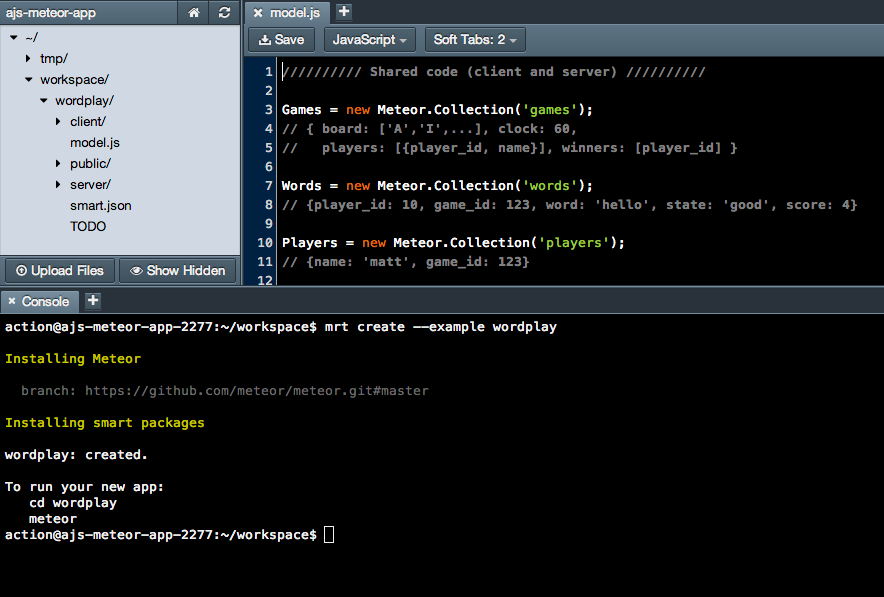 ajs-meteor-app
~/
tmp/
workspace/
wordplay/
client/
model.js
public/
server/
smart.json
TODO
Upload Files
Show Hidden
model.js
Save
JavaScript
Soft Tabs: 2
1 ////////// Shared code (client and server) //////////
2
3 Games = new Meteor.Collection('games');
4 // { board: ['A','I',...], clock: 60,
5 //   players: [{player_id, name}], winners: [player_id] }
6
7 Words = new Meteor.Collection('words');
8 // {player_id: 10, game_id: 123, word: 'hello', state: 'good', score: 4}
9
10 Players = new Meteor.Collection('players');
11 // {name: 'matt', game_id: 123}
12
Console
action@ajs-meteor-app-2277:~/workspace$ mrt create --example wordplay
Installing Meteor
branch: https://github.com/meteor/meteor.git#master
Installing smart packages
wordplay: created.
To run your new app:
cd wordplay
meteor
action@ajs-meteor-app-2277:~/workspace$